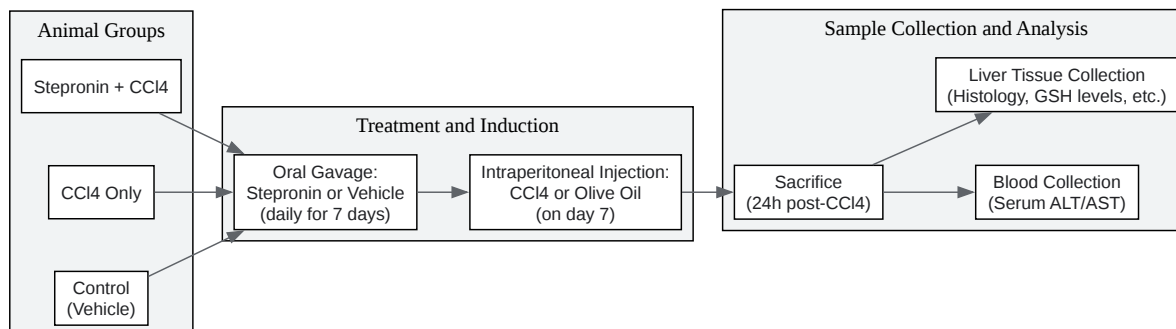 Animal Groups
Stepronin + CCl4
CCl4 Only
Control
(Vehicle)
Treatment and Induction
Oral Gavage:
Stepronin or Vehicle
(daily for 7 days)
Intraperitoneal Injection:
CCl4 or Olive Oil
(on day 7)
Sample Collection and Analysis
Sacrifice
(24h post-CCl4)
Liver Tissue Collection
(Histology, GSH levels, etc.)
Blood Collection
(Serum ALT/AST)